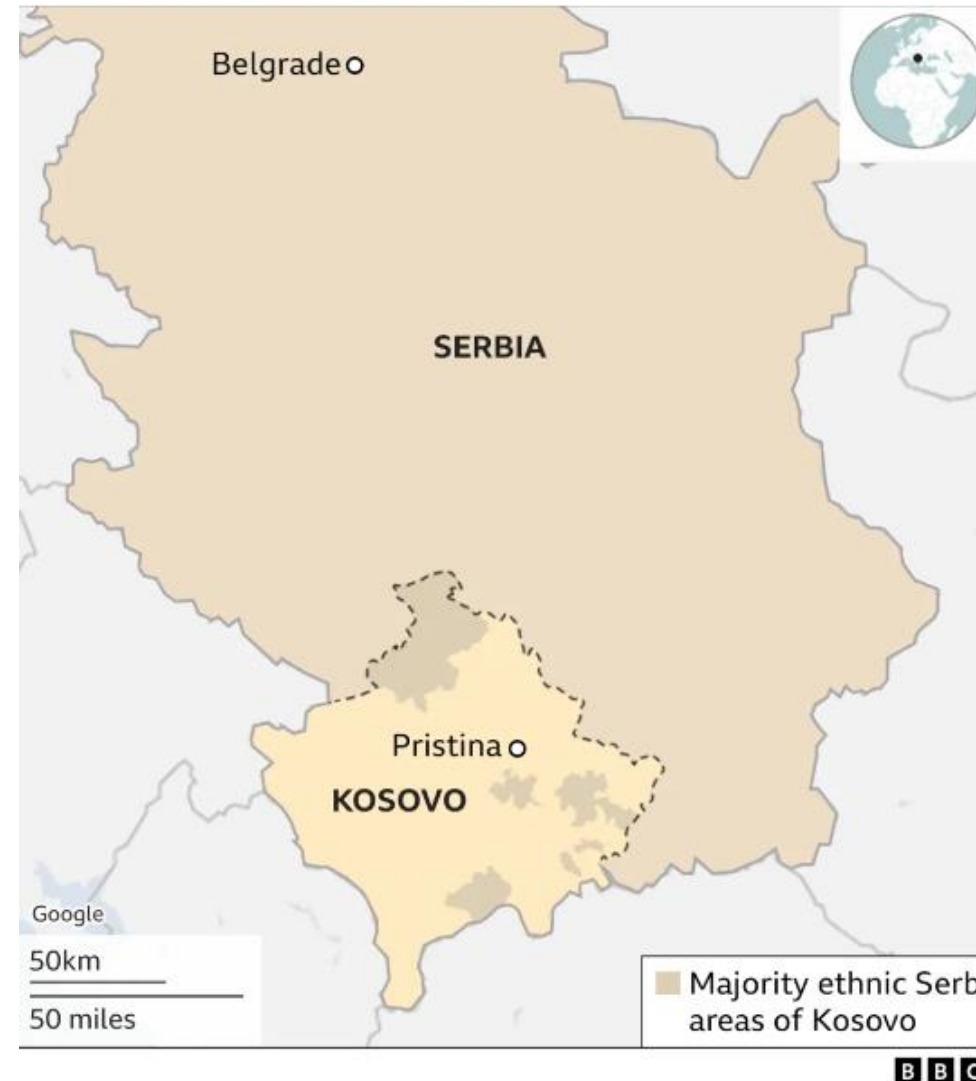 Belgrade
SERBIA
Pristina
KOSOVO
Google
50km
50 miles
Majority ethnic Serb
areas of Kosovo
BBC